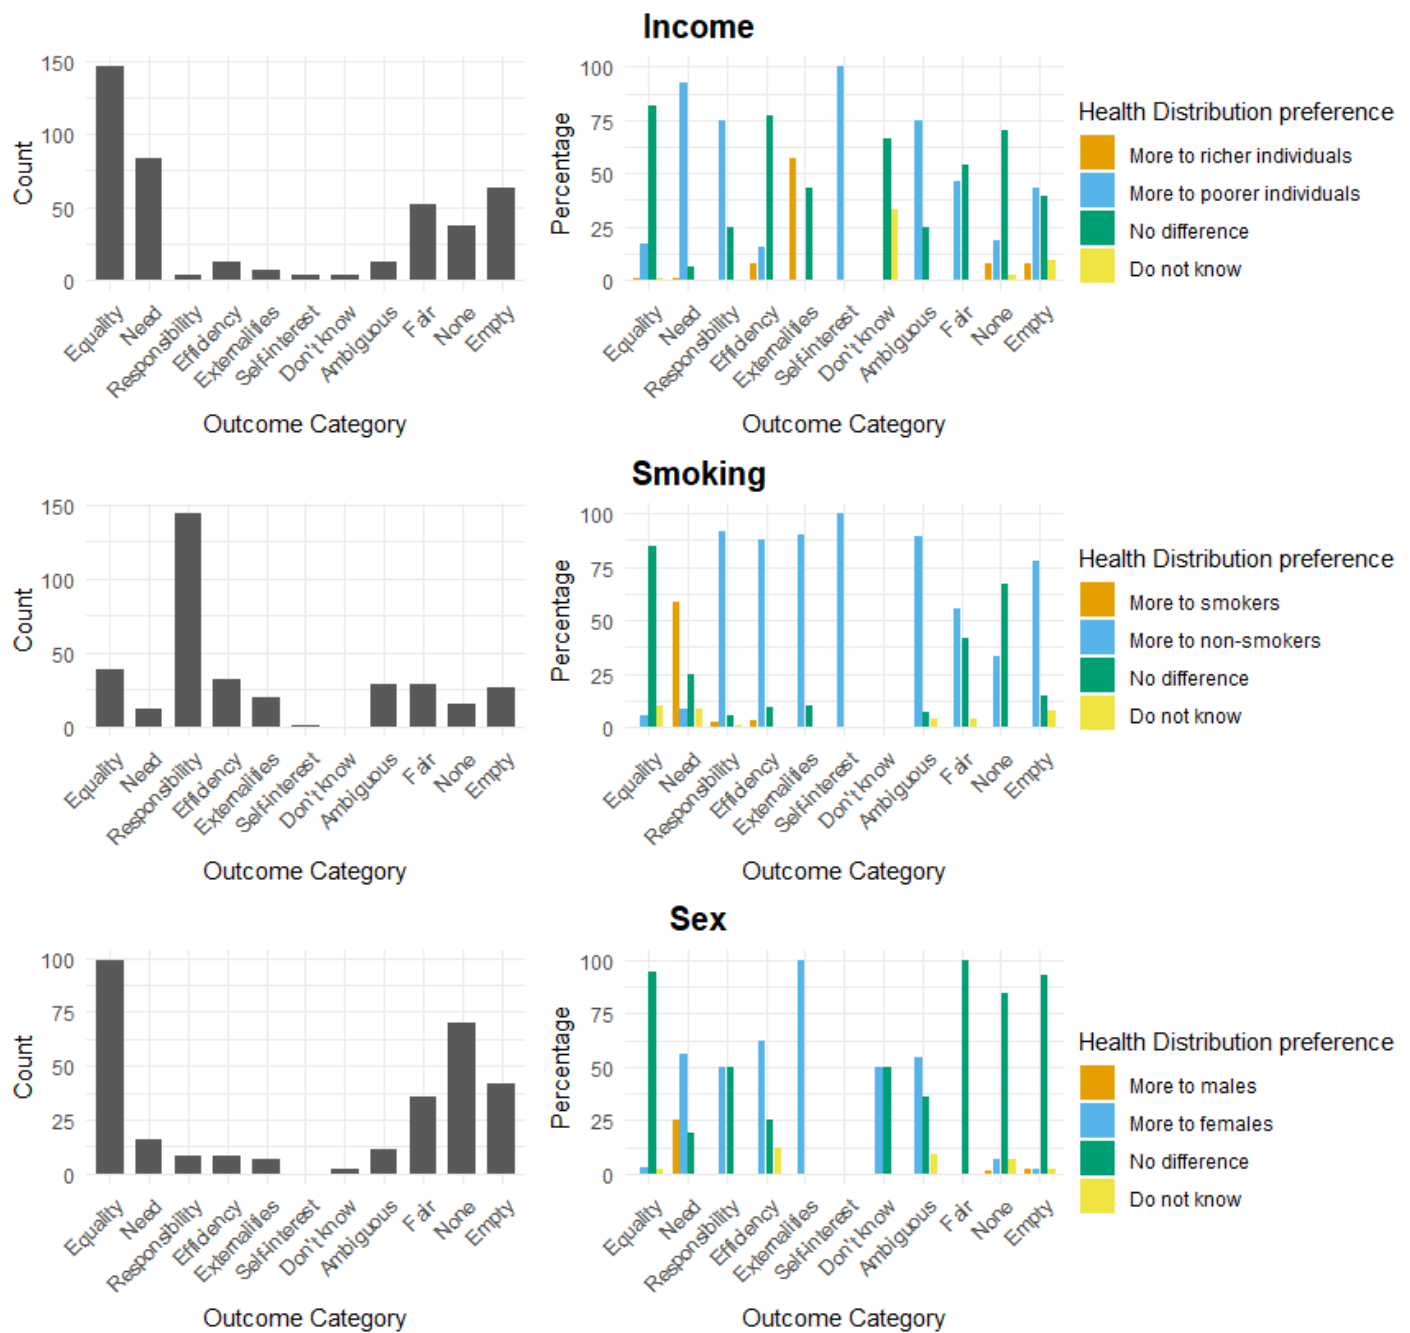 Income
150
100
50
0
Count
Equality
Need
Responsibility
Efficiency
Externalities
Self-interest
Don't know
Ambiguous
Fair
None
Empty
Outcome Category
100
75
50
25
0
Percentage
Equality
Need
Responsibility
Efficiency
Externalities
Self-interest
Don't know
Ambiguous
Fair
None
Empty
Outcome Category
Health Distribution preference
More to richer individuals
More to poorer individuals
No difference
Do not know
Smoking
150
100
50
0
Count
Equality
Need
Responsibility
Efficiency
Externalities
Self-interest
Don't know
Ambiguous
Fair
None
Empty
Outcome Category
100
75
50
25
0
Percentage
Equality
Need
Responsibility
Efficiency
Externalities
Self-interest
Don't know
Ambiguous
Fair
None
Empty
Outcome Category
Health Distribution preference
More to smokers
More to non-smokers
No difference
Do not know
Sex
100
75
50
25
0
Count
Equality
Need
Responsibility
Efficiency
Externalities
Self-interest
Don't know
Ambiguous
Fair
None
Empty
Outcome Category
100
75
50
25
0
Percentage
Equality
Need
Responsibility
Efficiency
Externalities
Self-interest
Don't know
Ambiguous
Fair
None
Empty
Outcome Category
Health Distribution preference
More to males
More to females
No difference
Do not know